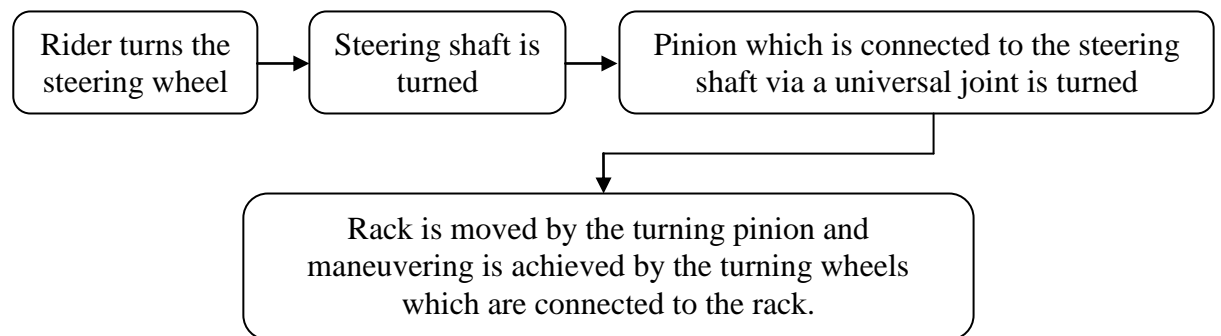 Rider turns the
steering wheel
Steering shaft is
turned
Pinion which is connected to the steering
shaft via a universal joint is turned
Rack is moved by the turning pinion and
maneuvering is achieved by the turning wheels
which are connected to the rack.